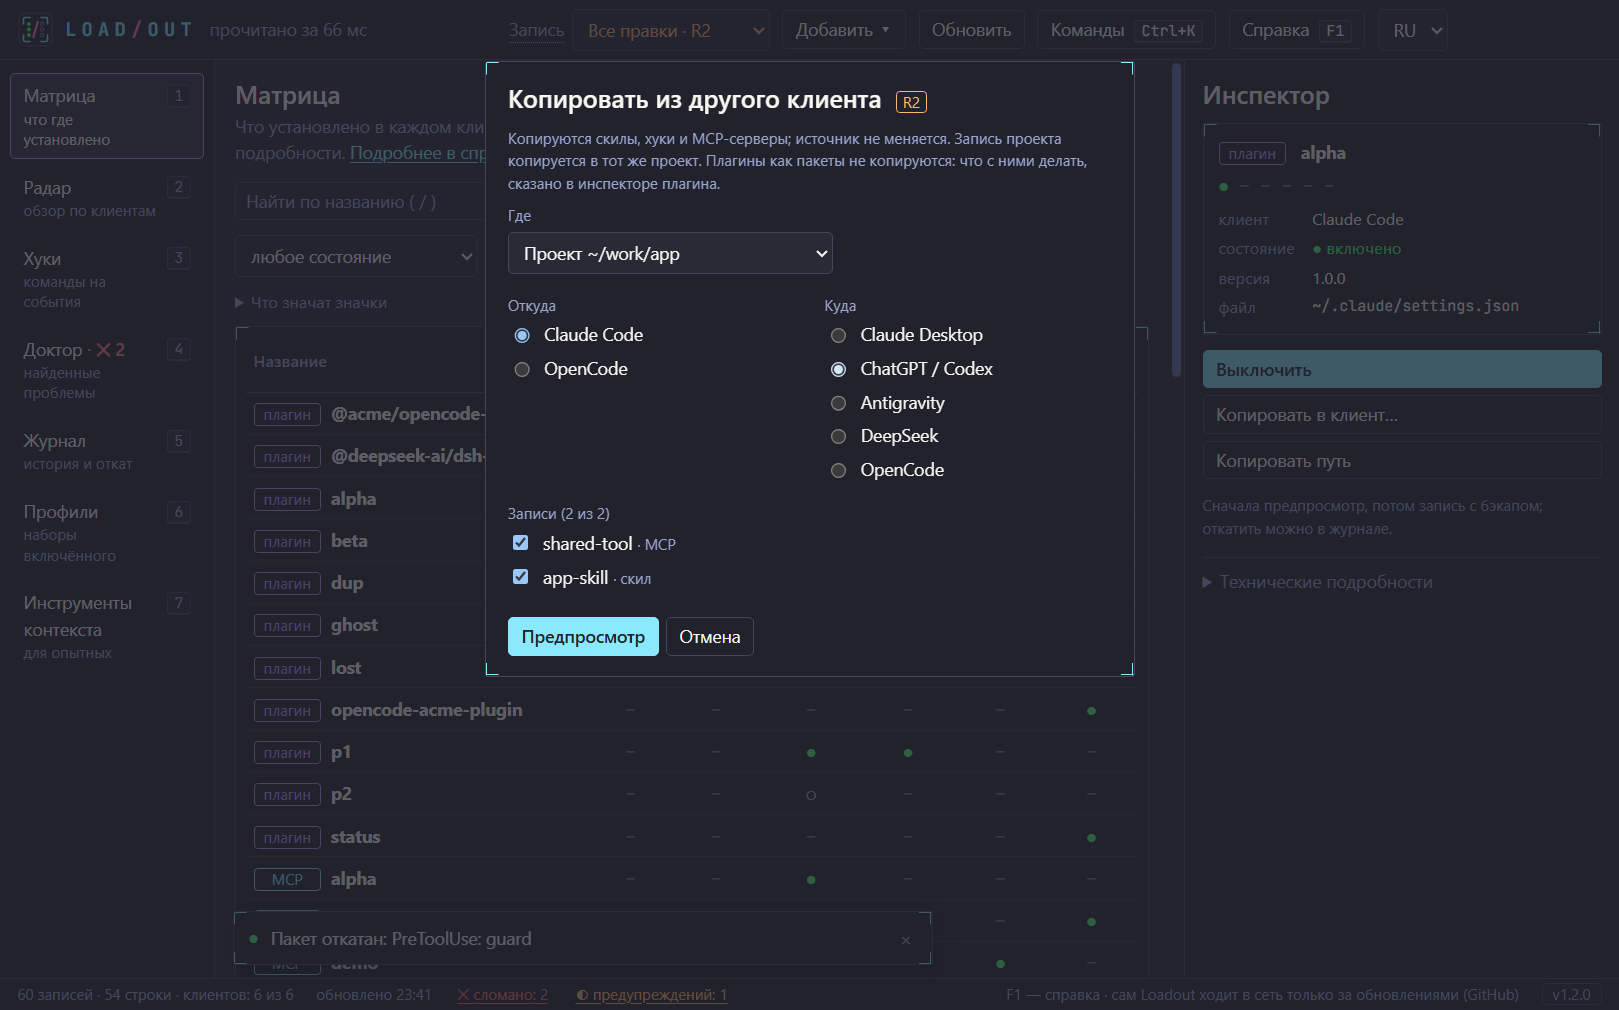 LOAD/OUT
прочитано за 66 мс
Запись
Все правки · R2
Добавить ▾
Обновить
Команды Ctrl+K
Справка F1
RU
Матрица 1
что где
установлено
Радар 2
обзор по клиентам
Хуки 3
команды на
события
Доктор · ✕ 2 4
найденные
проблемы
Журнал 5
история и откат
Профили 6
наборы
включённого
Инструменты 7
контекста
для опытных
Матрица
Что установлено в каждом кли
подробности. Подробнее в спр
Найти по названию ( / )
любое состояние
▶ Что значат значки
Название
плагин @acme/opencode-
плагин @deepseek-ai/dsh-
плагин alpha
плагин beta
плагин dup
плагин ghost
плагин lost
плагин opencode-acme-plugin – – – – – ●
плагин p1 – – ● ● – –
плагин p2 – – ○ – – –
плагин status – – – – – ●
MCP alpha – – ● – – –
Копировать из другого клиента R2
Копируются скилы, хуки и MCP-серверы; источник не меняется. Запись проекта
копируется в тот же проект. Плагины как пакеты не копируются: что с ними делать,
сказано в инспекторе плагина.
Где
Проект ~/work/app
Откуда
Claude Code
OpenCode
Куда
Claude Desktop
ChatGPT / Codex
Antigravity
DeepSeek
OpenCode
Записи (2 из 2)
shared-tool · MCP
app-skill · скил
Предпросмотр
Отмена
Пакет откатан: PreToolUse: guard ×
MCP demo
Инспектор
плагин alpha
● – – – – –
клиент Claude Code
состояние ● включено
версия 1.0.0
файл ~/.claude/settings.json
Выключить
Копировать в клиент...
Копировать путь
Сначала предпросмотр, потом запись с бэкапом;
откатить можно в журнале.
▶ Технические подробности
60 записей · 54 строки · клиентов: 6 из 6
обновлено 23:41
✕ сломано: 2
◐ предупреждений: 1
F1 — справка · сам Loadout ходит в сеть только за обновлениями (GitHub)
v1.2.0